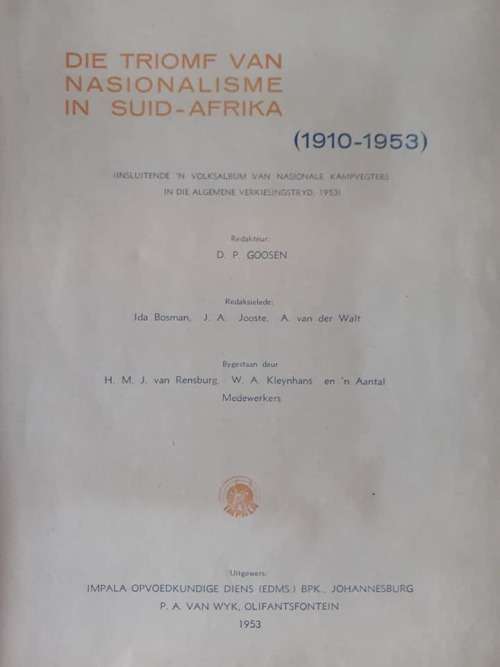 DIE TRIOMF VAN
NASIONALISME
IN SUID-AFRIKA
(1910-1953)
(INSLUITENDE 'N VOLKSALBUM VAN NASIONALE KAMPVEGTERS
IN DIE ALGEMENE VERKIESINGSTRYD, 1953)
Redakteur:
D. P. GOOSEN
Redaksielede:
Ida Bosman, J. A. Jooste, A. van der Walt
Bygestaan deur
H. M. J. van Rensburg, W. A. Kleynhans en 'n Aantal
Medewerkers
IMPALA
Uitgewers:
IMPALA OPVOEDKUNDIGE DIENS (EDMS.) BPK., JOHANNESBURG
P. A. VAN WYK, OLIFANTSFONTEIN
1953